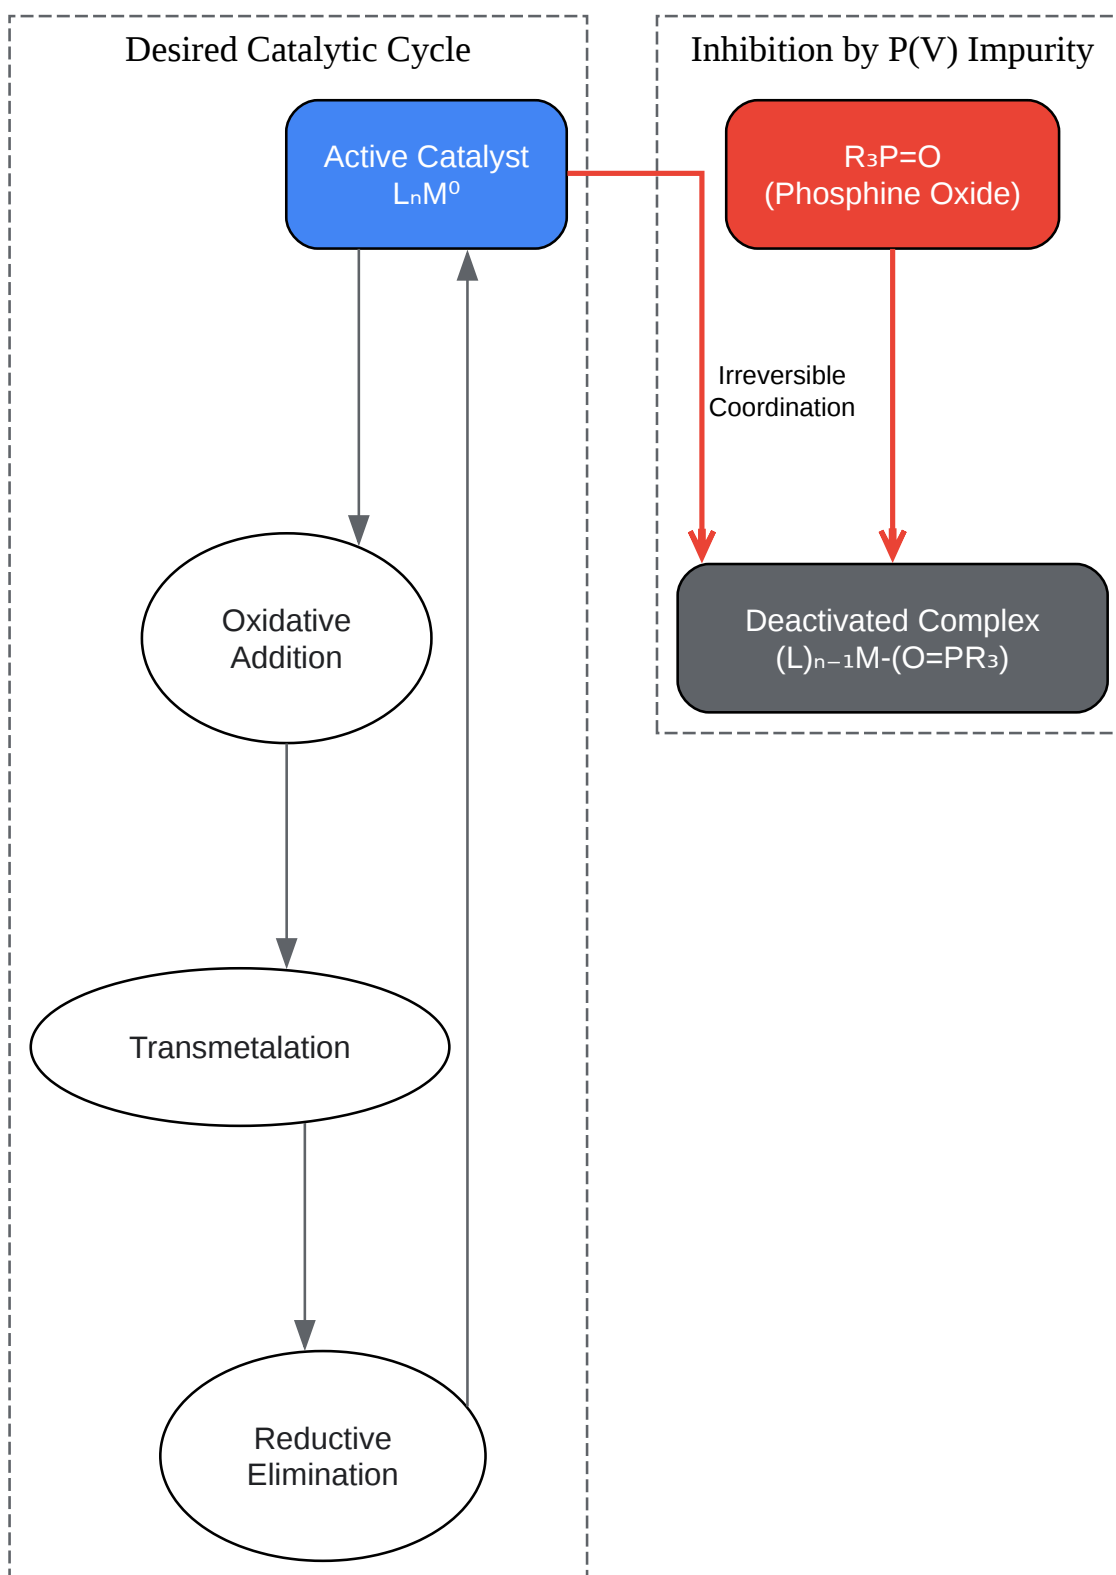 Desired Catalytic Cycle
Active Catalyst
LₙM⁰
Oxidative
Addition
Transmetalation
Reductive
Elimination
Inhibition by P(V) Impurity
R₃P=O
(Phosphine Oxide)
Irreversible
Coordination
Deactivated Complex
(L)ₙ₋₁M-(O=PR₃)